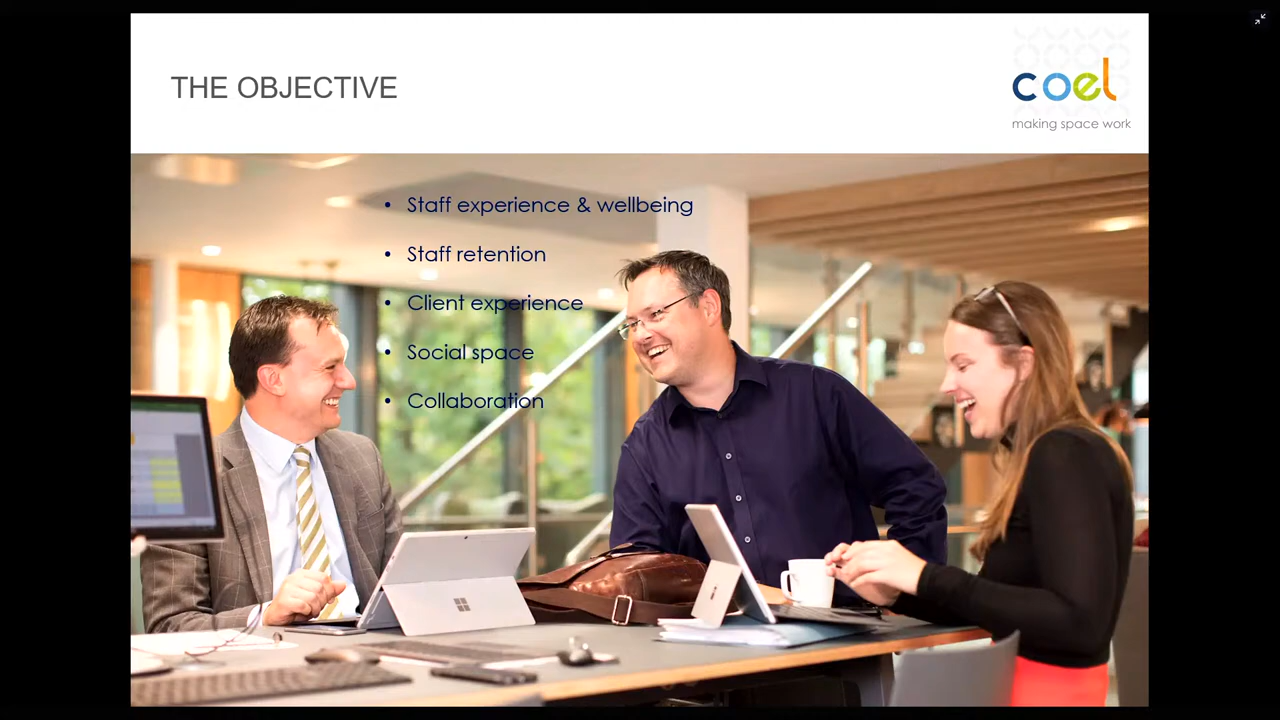 THE OBJECTIVE
coel
making space work
• Staff experience & wellbeing
• Staff retention
• Client experience
• Social space
• Collaboration